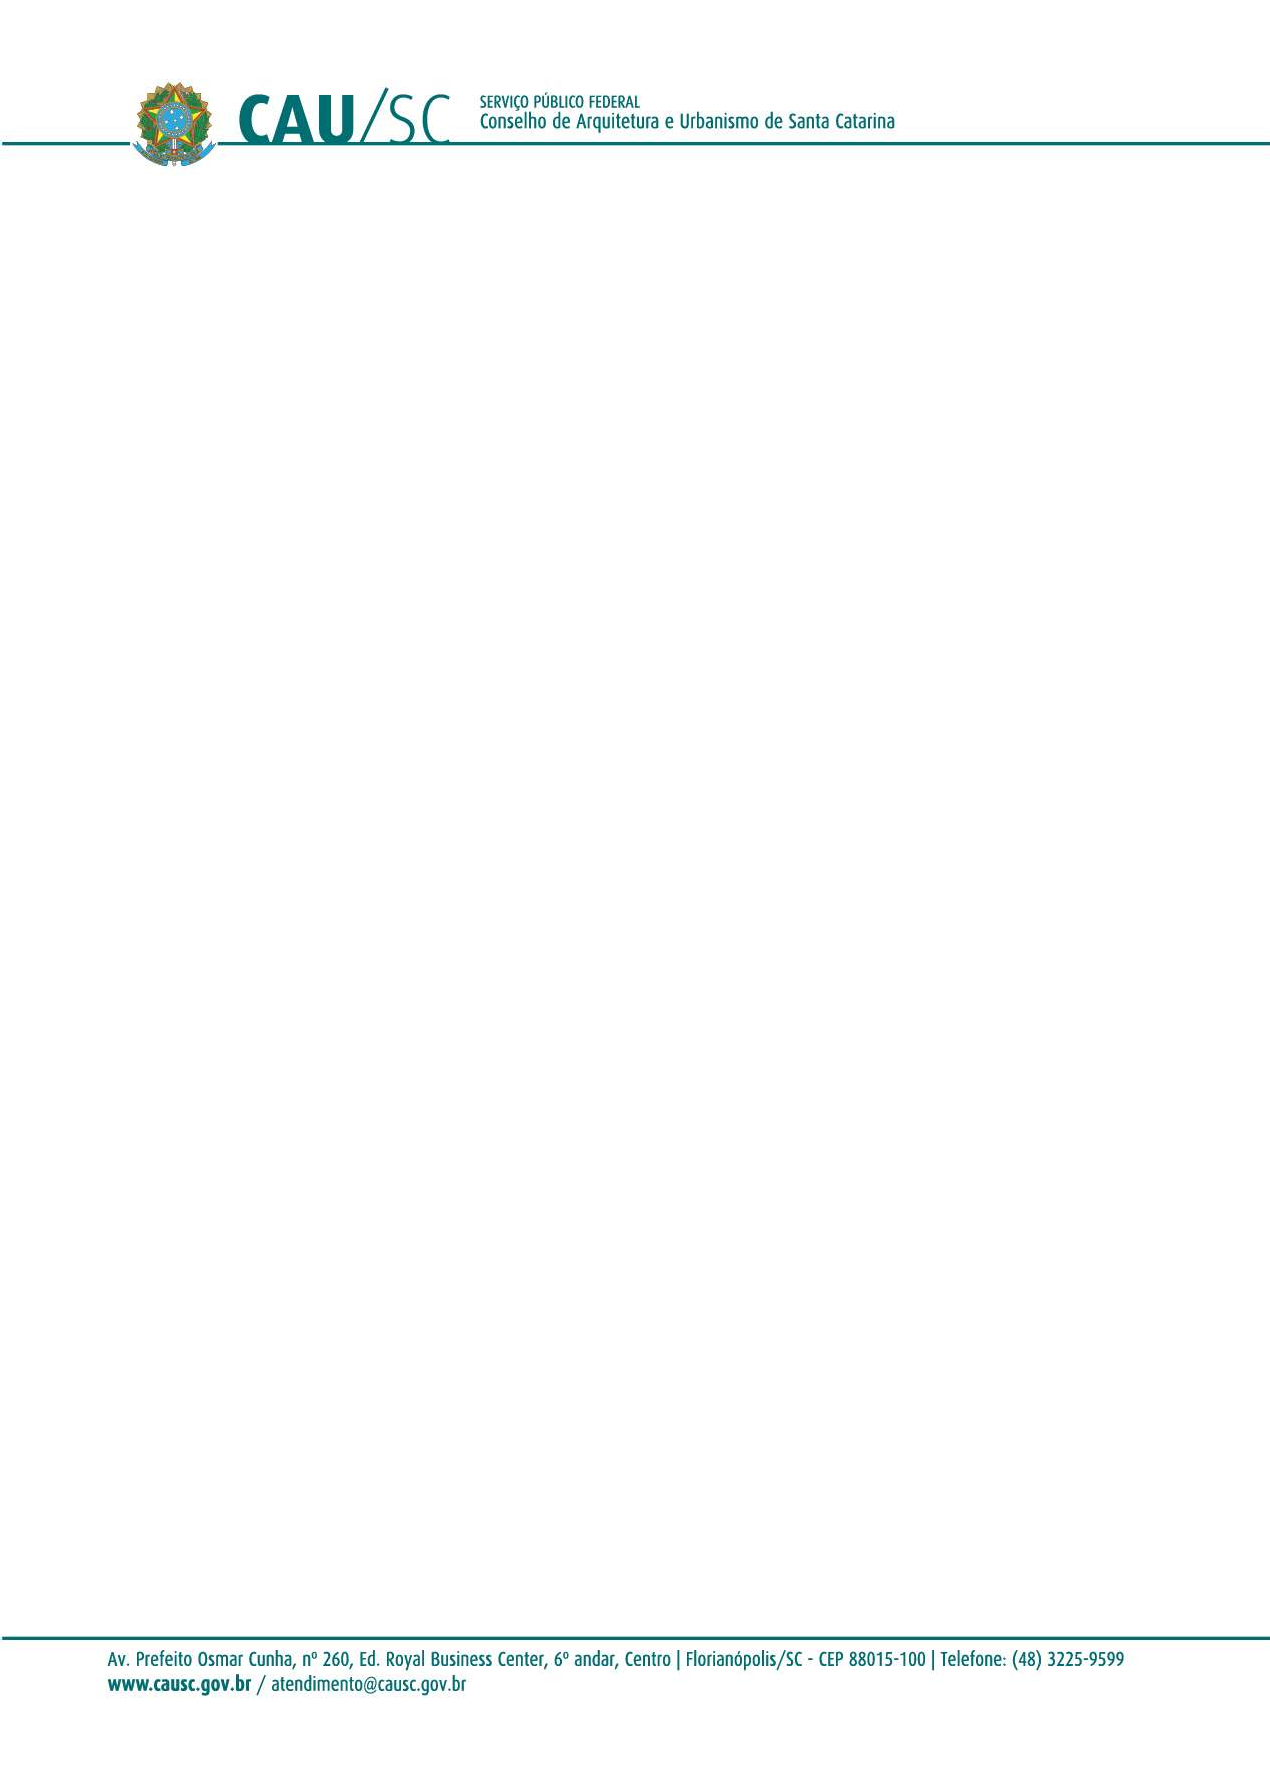 CAU/SC
SERVIÇO PÚBLICO FEDERAL
Conselho de Arquitetura e Urbanismo de Santa Catarina
Av. Prefeito Osmar Cunha, nº 260, Ed. Royal Business Center, 6º andar, Centro | Florianópolis/SC - CEP 88015-100 | Telefone: (48) 3225-9599
www.causc.gov.br / atendimento@causc.gov.br